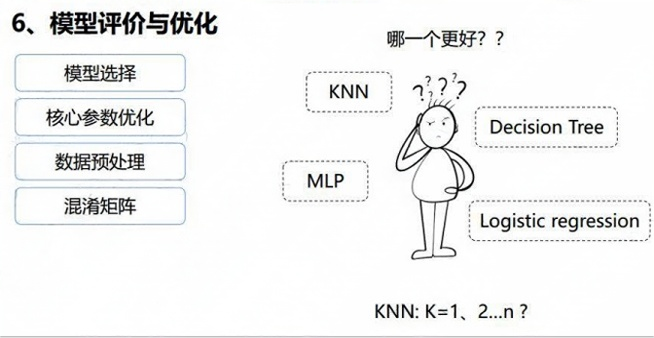 6、模型评价与优化
模型选择
核心参数优化
数据预处理
混淆矩阵
哪一个更好？？
KNN
? ? ? ? ?
Decision Tree
MLP
Logistic regression
KNN: K=1、2...n ?